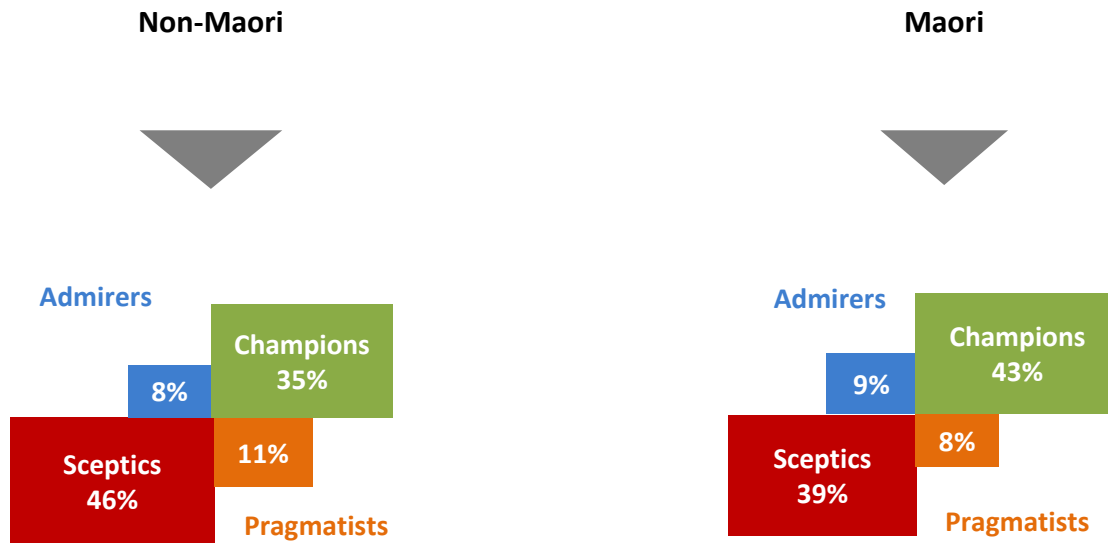 Non-Maori
Maori
Admirers
Champions
35%
8%
Sceptics
46%
11%
Pragmatists
Admirers
Champions
43%
9%
Sceptics
39%
8%
Pragmatists